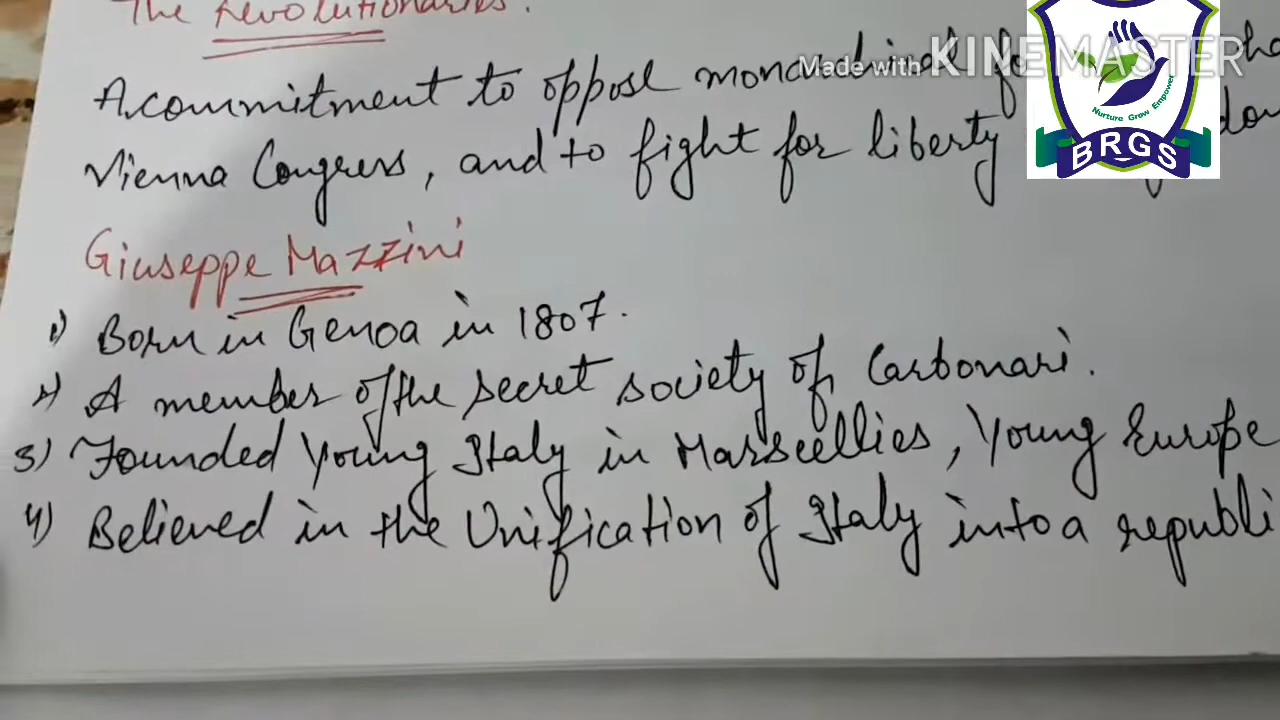 The Revolutionaries.
A commitment to oppose monarchical
Vienna Congress, and to fight for liberty
Giuseppe Mazzini
1) Born in Genoa in 1807.
2) A member of the secret society of Carbonari.
3) Founded Young Italy in Marseellies, Young Europe
4) Believed in the Unification of Italy into a republi
Made with KINEMASTER
Nurture Grow Empower
BRGS